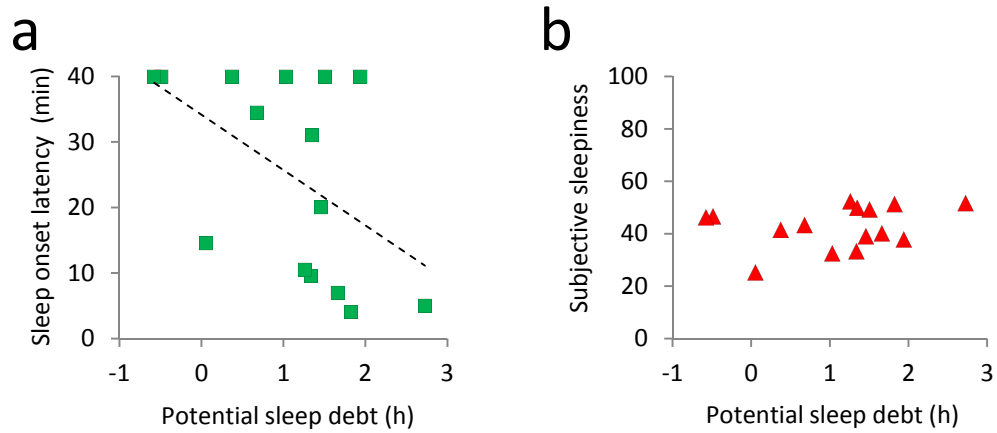 a
Sleep onset latency (min)
40
30
20
10
0
-1 0 1 2 3
Potential sleep debt (h)
b
Subjective sleepiness
100
80
60
40
20
0
-1 0 1 2 3
Potential sleep debt (h)